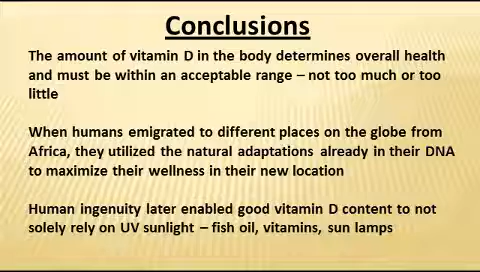 Conclusions
The amount of vitamin D in the body determines overall health
and must be within an acceptable range – not too much or too
little
When humans emigrated to different places on the globe from
Africa, they utilized the natural adaptations already in their DNA
to maximize their wellness in their new location
Human ingenuity later enabled good vitamin D content to not
solely rely on UV sunlight – fish oil, vitamins, sun lamps